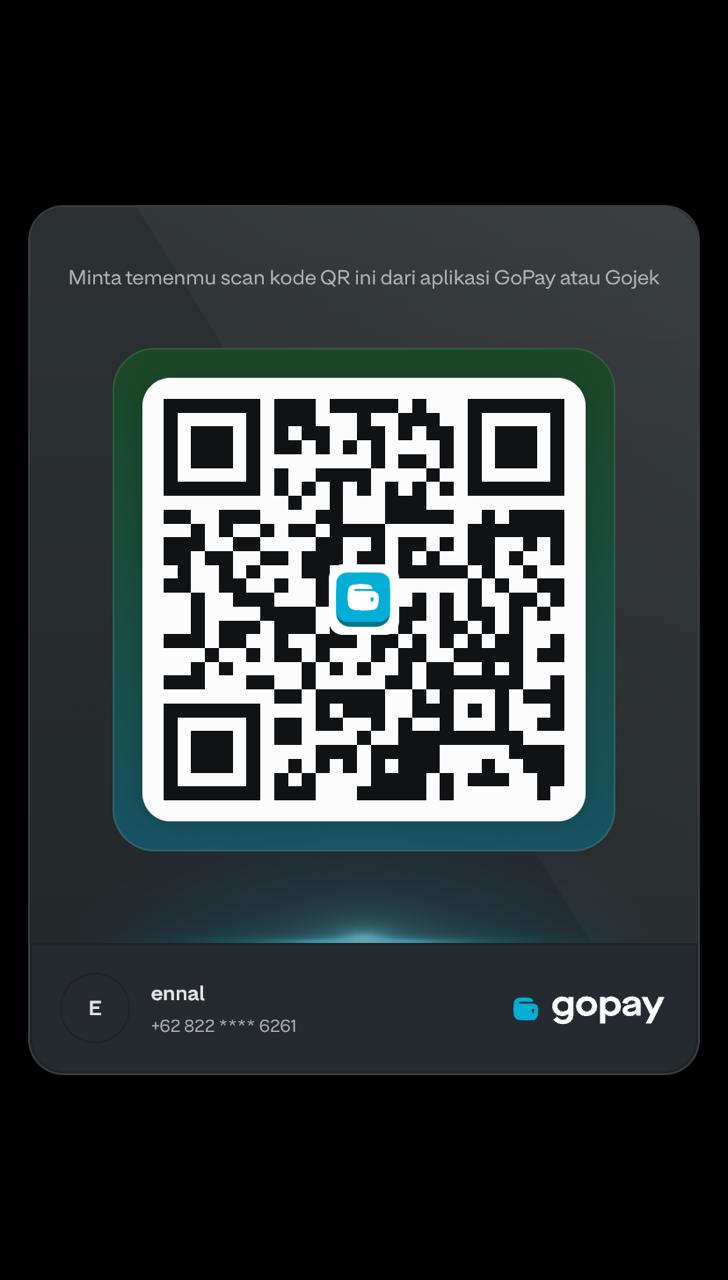 Minta temenmu scan kode QR ini dari aplikasi GoPay atau Gojek
E
ennal
+62 822 **** 6261
gopay